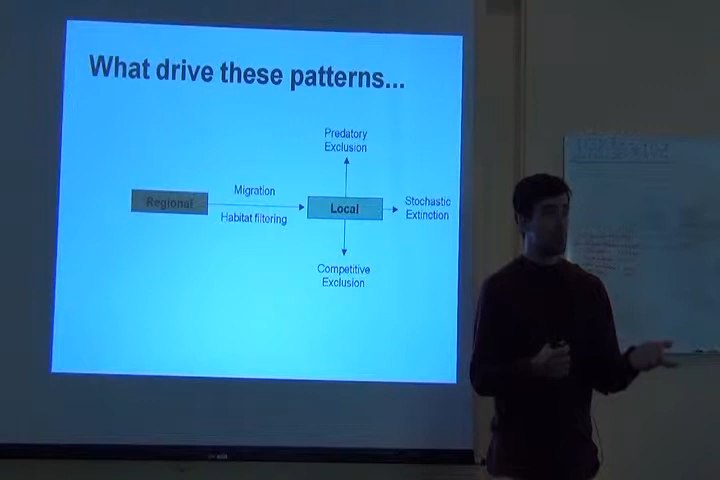 What drive these patterns...
Predatory
Exclusion
Migration
Regional
Local
Stochastic
Extinction
Habitat filtering
Competitive
Exclusion